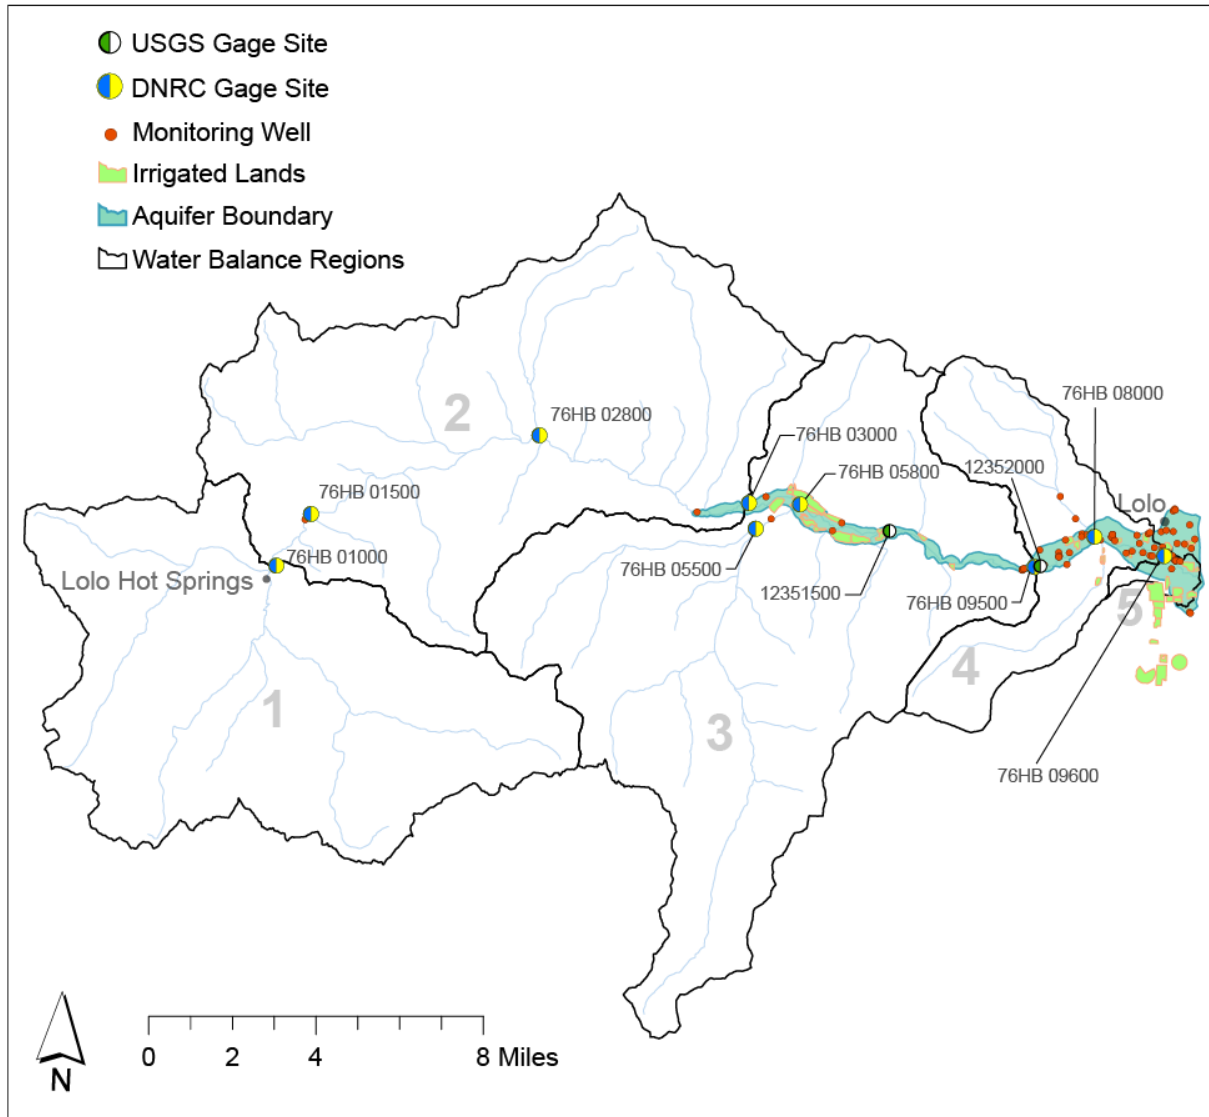 USGS Gage Site
DNRC Gage Site
Monitoring Well
Irrigated Lands
Aquifer Boundary
Water Balance Regions
2
76HB 02800
76HB 03000
76HB 08000
12352000
76HB 05800
76HB 01500
Lolo
76HB 01000
Lolo Hot Springs
76HB 05500
12351500
76HB 09500
5
4
1
3
76HB 09600
N
0 2 4 8 Miles